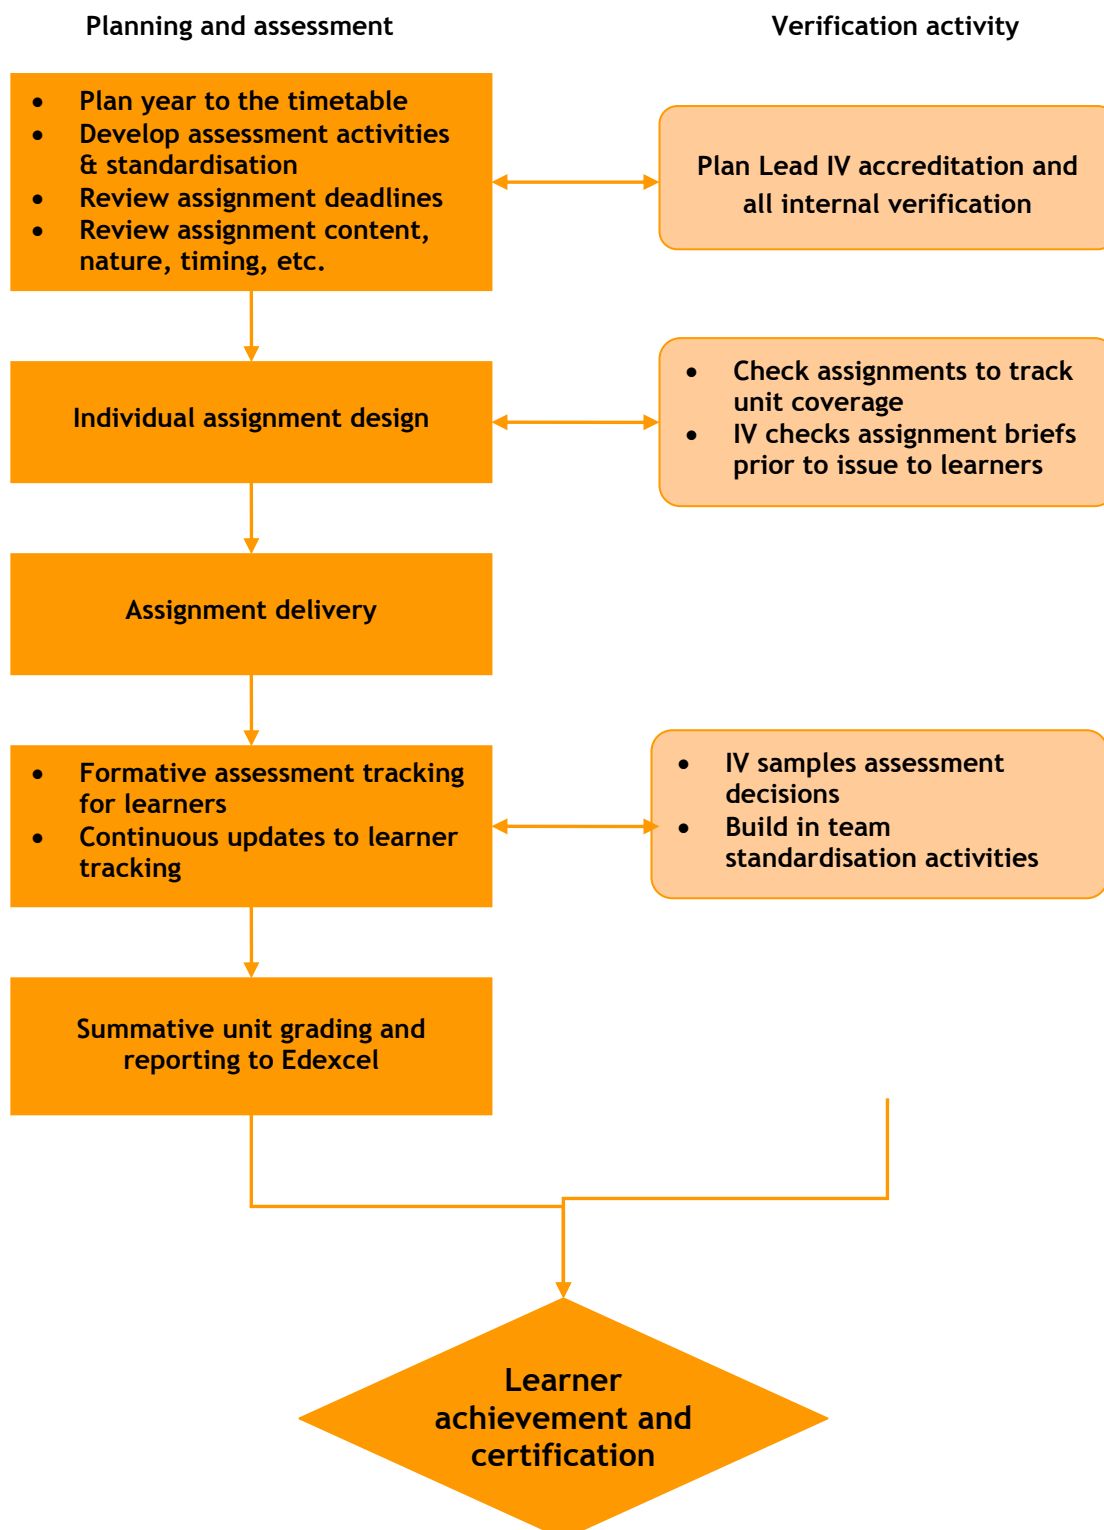 Planning and assessment
Verification activity
• Plan year to the timetable
• Develop assessment activities
& standardisation
• Review assignment deadlines
• Review assignment content,
nature, timing, etc.
Plan Lead IV accreditation and
all internal verification
Individual assignment design
• Check assignments to track
unit coverage
• IV checks assignment briefs
prior to issue to learners
Assignment delivery
• Formative assessment tracking
for learners
• Continuous updates to learner
tracking
• IV samples assessment
decisions
• Build in team
standardisation activities
Summative unit grading and
reporting to Edexcel
Learner
achievement and
certification